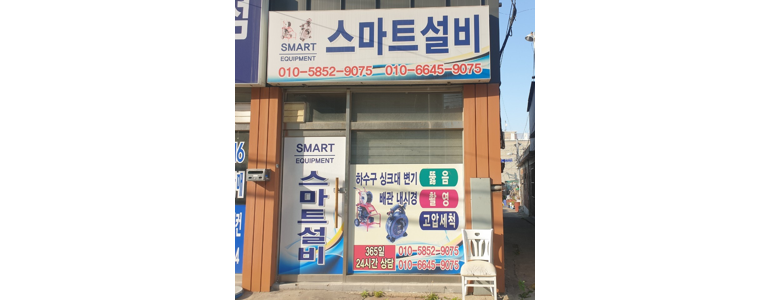 점
SMART
EQUIPMENT
스마트설비
010-5852-9075 010-6645-9075
SMART
EQUIPMENT
스마트설비
하수구 싱크대 변기 뚫음
배관 내시경 촬영
고압세척
365일
24시간 상담
010-5852-9075
010-6645-9075